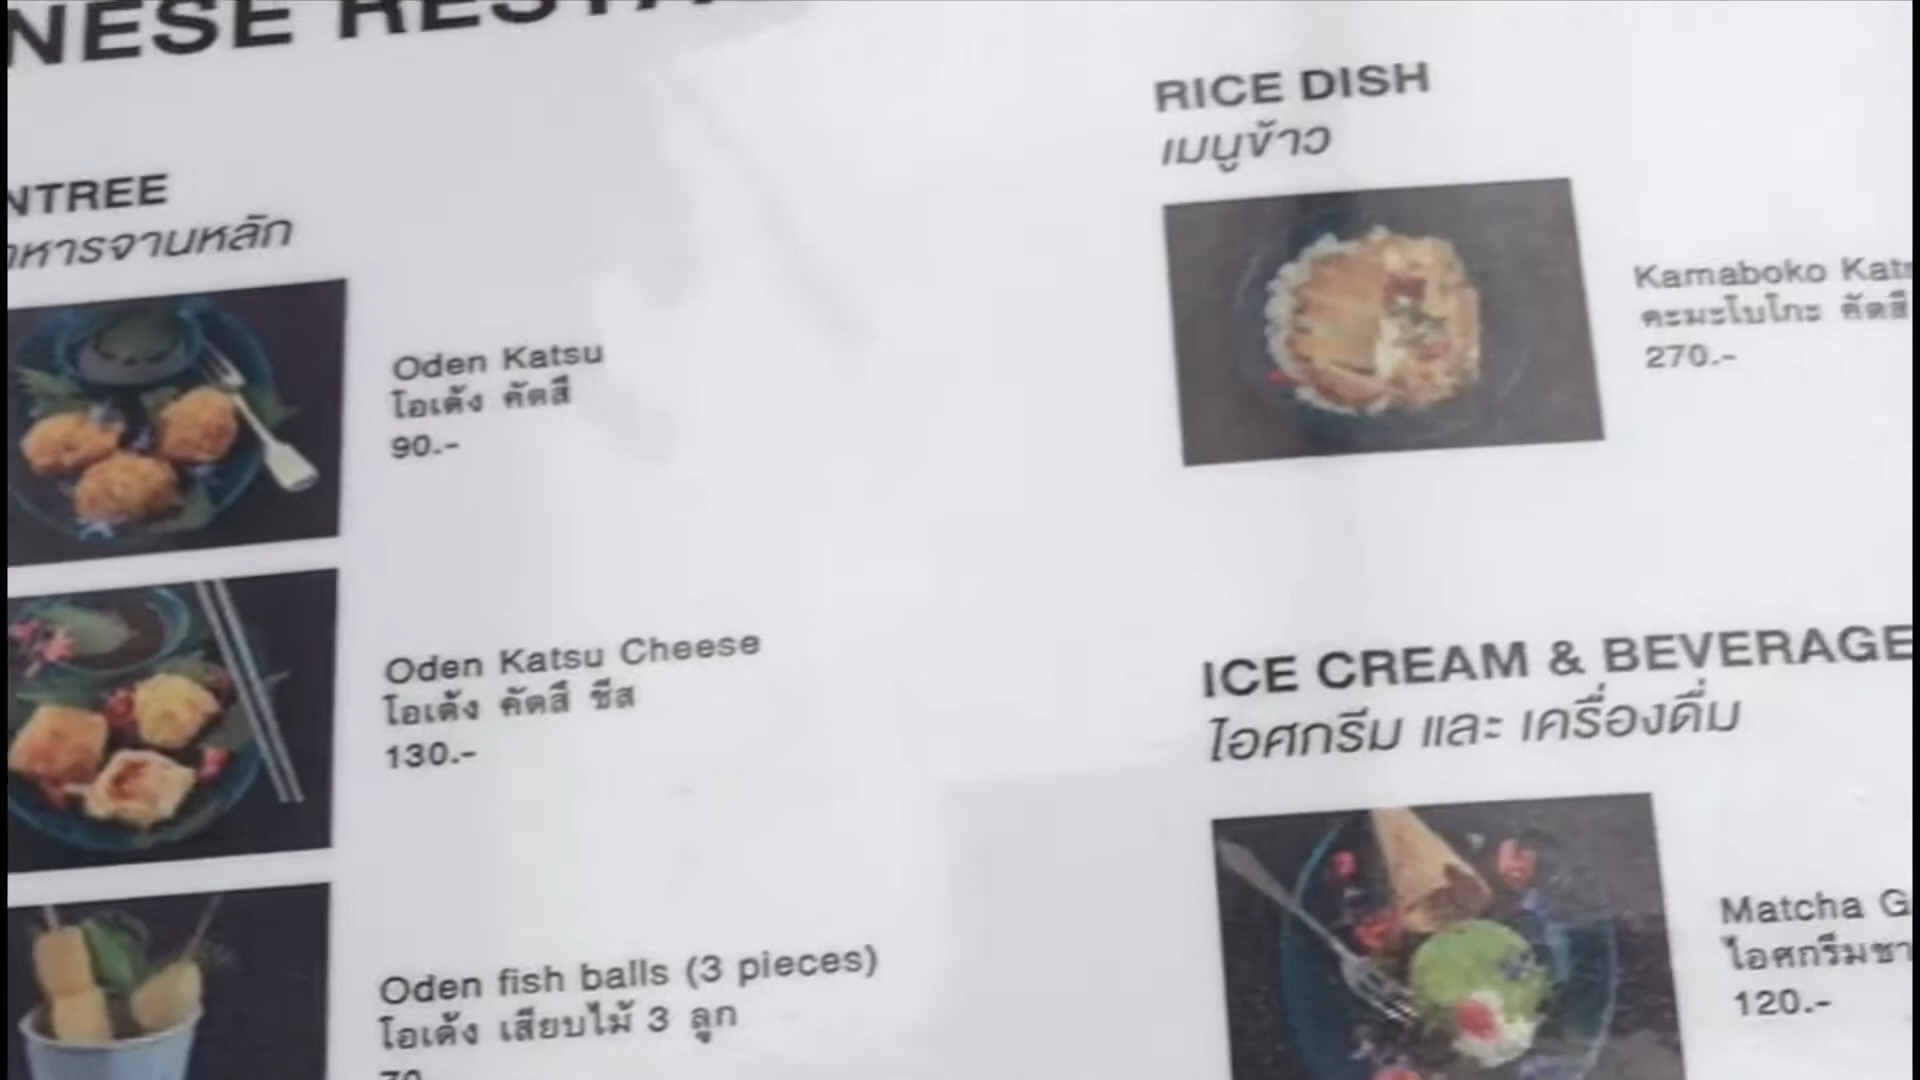 NESE RESTA
NTREE
าหารจานหลัก
Oden Katsu
โอเด้ง คัตสึ
90.-
Oden Katsu Cheese
โอเด้ง คัตสึ ชีส
130.-
Oden fish balls (3 pieces)
โอเด้ง เสียบไม้ 3 ลูก
70
RICE DISH
เมนูข้าว
Kamaboko Kats
คะมะโบโกะ คัตสึ
270.-
ICE CREAM & BEVERAGE
ไอศกรีม และ เครื่องดื่ม
Matcha G
ไอศกรีมชา
120.-